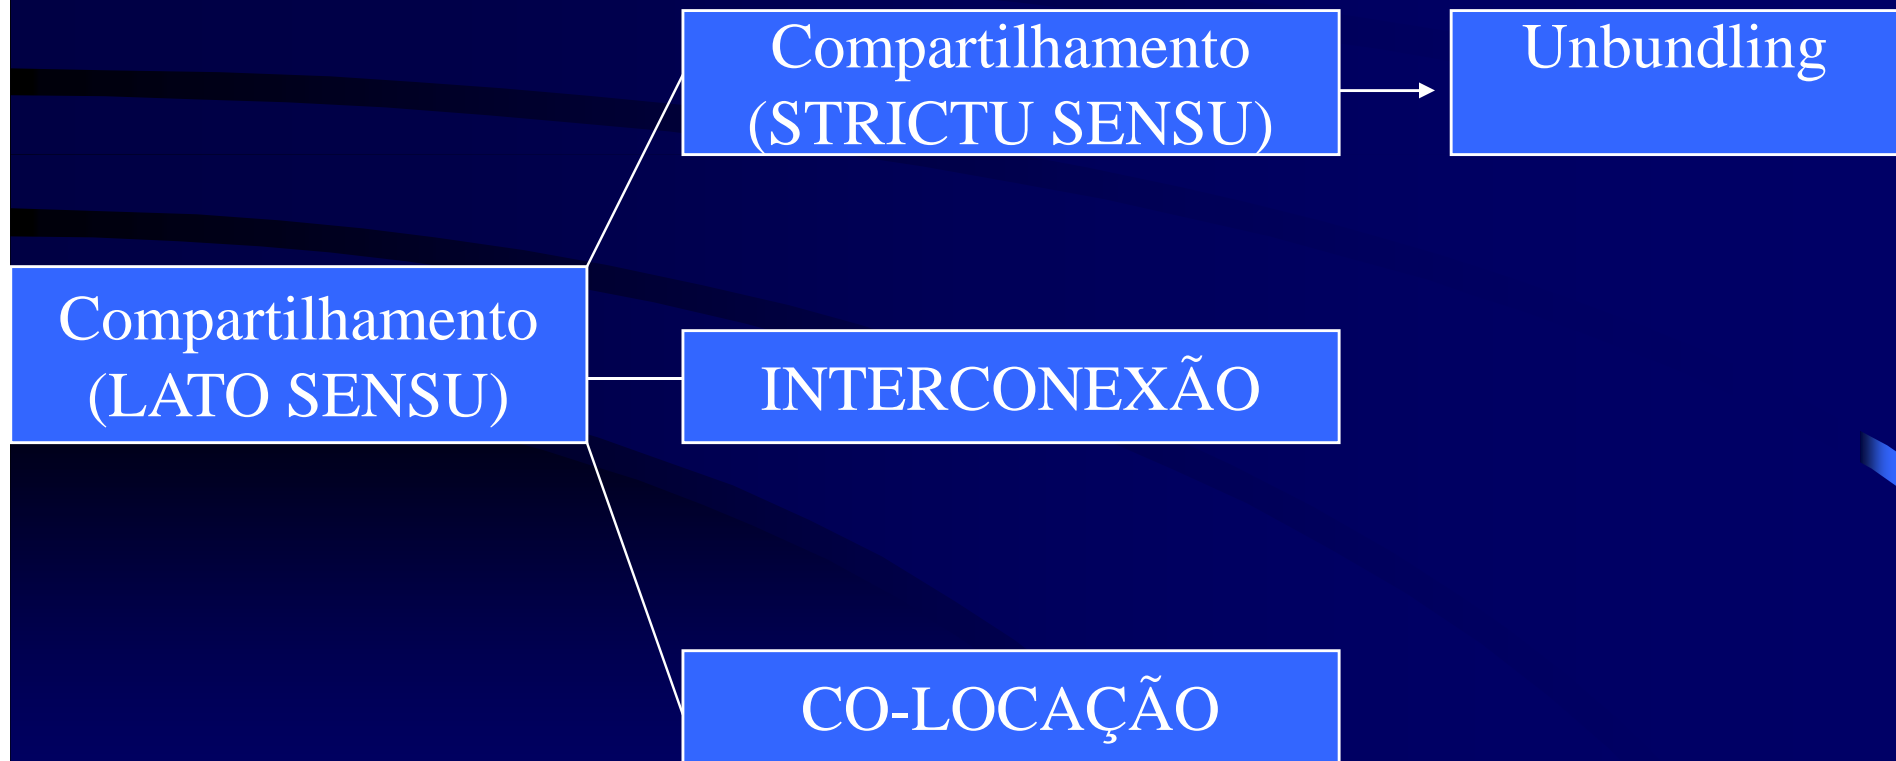 Compartilhamento
(STRICTU SENSU)
Unbundling
Compartilhamento
(LATO SENSU)
INTERCONEXÃO
CO-LOCAÇÃO